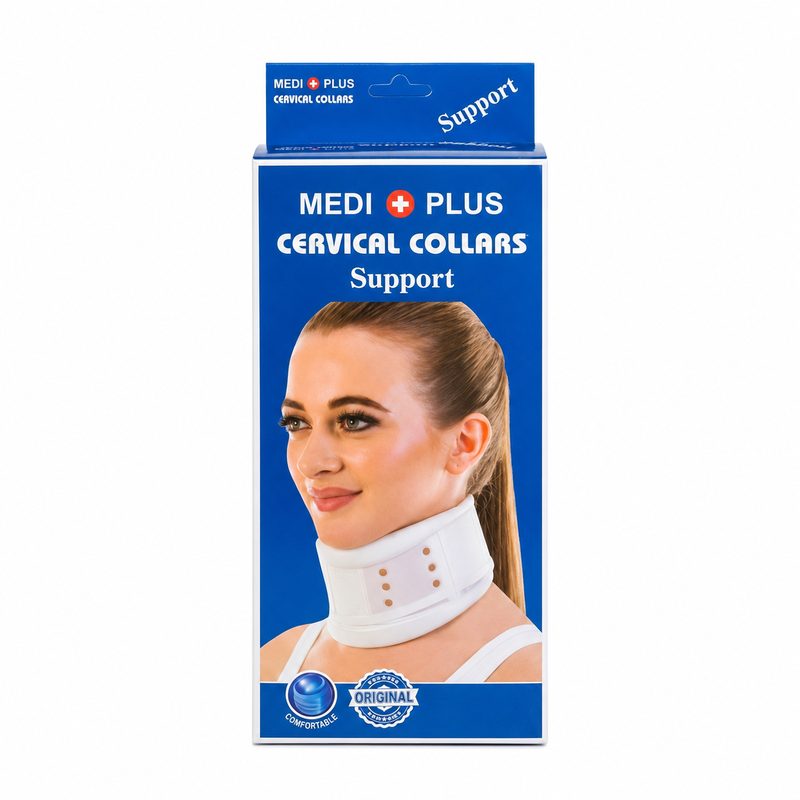 MEDI PLUS
CERVICAL COLLARS
Support
MEDI PLUS
CERVICAL COLLARS
Support
COMFORTABLE
ORIGINAL